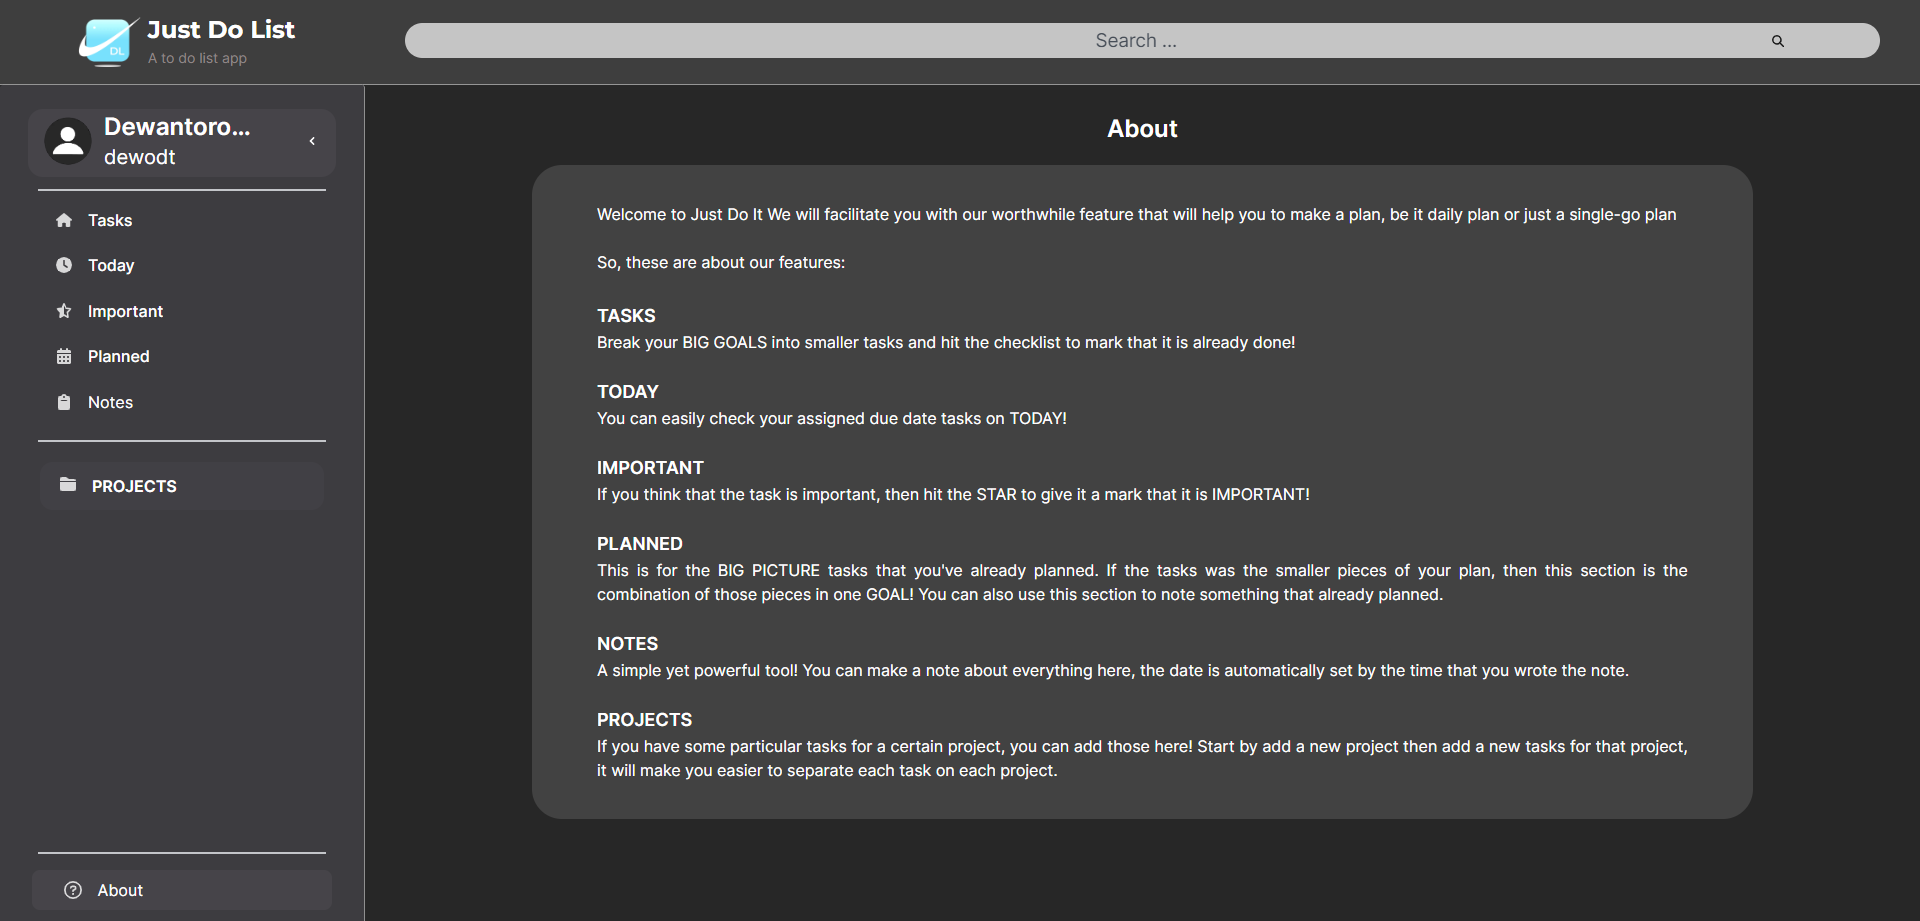 DL
Just Do List
A to do list app
Search ...
Dewantoro...
dewodt
Tasks
Today
Important
Planned
Notes
PROJECTS
About
About
Welcome to Just Do It We will facilitate you with our worthwhile feature that will help you to make a plan, be it daily plan or just a single-go plan
So, these are about our features:
TASKS
Break your BIG GOALS into smaller tasks and hit the checklist to mark that it is already done!
TODAY
You can easily check your assigned due date tasks on TODAY!
IMPORTANT
If you think that the task is important, then hit the STAR to give it a mark that it is IMPORTANT!
PLANNED
This is for the BIG PICTURE tasks that you've already planned. If the tasks was the smaller pieces of your plan, then this section is the
combination of those pieces in one GOAL! You can also use this section to note something that already planned.
NOTES
A simple yet powerful tool! You can make a note about everything here, the date is automatically set by the time that you wrote the note.
PROJECTS
If you have some particular tasks for a certain project, you can add those here! Start by add a new project then add a new tasks for that project,
it will make you easier to separate each task on each project.